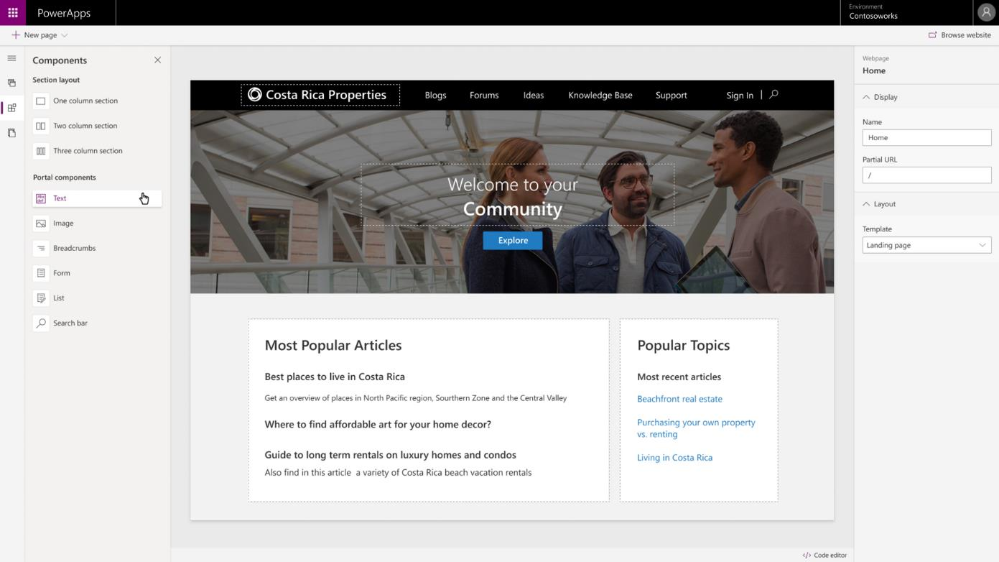 PowerApps
Environment
Contosoworks
New page
Browse website
Components
Section layout
One column section
Two column section
Three column section
Portal components
Abc
def
Text
Image
Breadcrumbs
Form
List
Search bar
Costa Rica Properties
Blogs
Forums
Ideas
Knowledge Base
Support
Sign In |
Welcome to your
Community
Explore
Most Popular Articles
Best places to live in Costa Rica
Get an overview of places in North Pacific region, Sourthern Zone and the Central Valley
Where to find affordable art for your home decor?
Guide to long term rentals on luxury homes and condos
Also find in this article a variety of Costa Rica beach vacation rentals
Popular Topics
Most recent articles
Beachfront real estate
Purchasing your own property
vs. renting
Living in Costa Rica
Webpage
Home
Display
Name
Home
Partial URL
/
Layout
Template
Landing page
</> Code editor